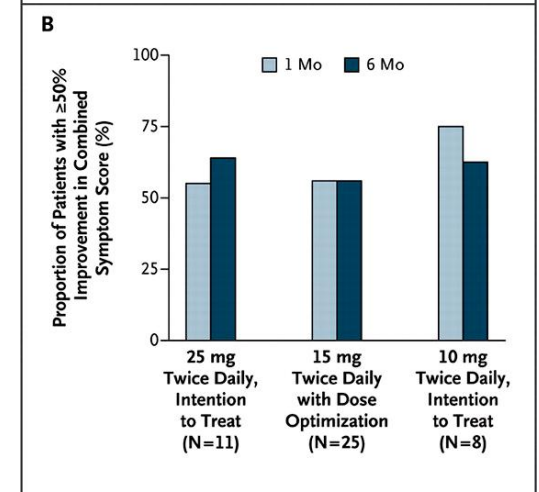 B
Proportion of Patients with ≥50%
Improvement in Combined
Symptom Score (%)
100
75
50
25
0
1 Mo
6 Mo
25 mg
Twice Daily,
Intention
to Treat
(N=11)
15 mg
Twice Daily
with Dose
Optimization
(N=25)
10 mg
Twice Daily,
Intention
to Treat
(N=8)